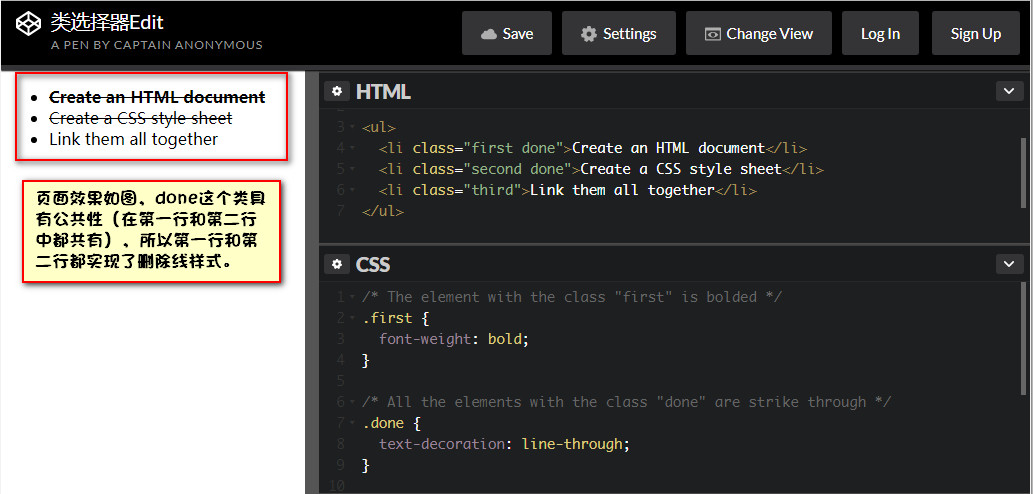 类选择器Edit
A PEN BY CAPTAIN ANONYMOUS
Save
Settings
Change View
Log In
Sign Up
Create an HTML document
Create a CSS style sheet
Link them all together
页面效果如图，done这个类具
有公共性（在第一行和第二行
中都共有），所以第一行和第
二行都实现了删除线样式。
HTML
3 <ul>
4 <li class="first done">Create an HTML document</li>
5 <li class="second done">Create a CSS style sheet</li>
6 <li class="third">Link them all together</li>
7 </ul>
CSS
1 /* The element with the class "first" is bolded */
2 .first {
3 font-weight: bold;
4 }
5
6 /* All the elements with the class "done" are strike through */
7 .done {
8 text-decoration: line-through;
9 }
10